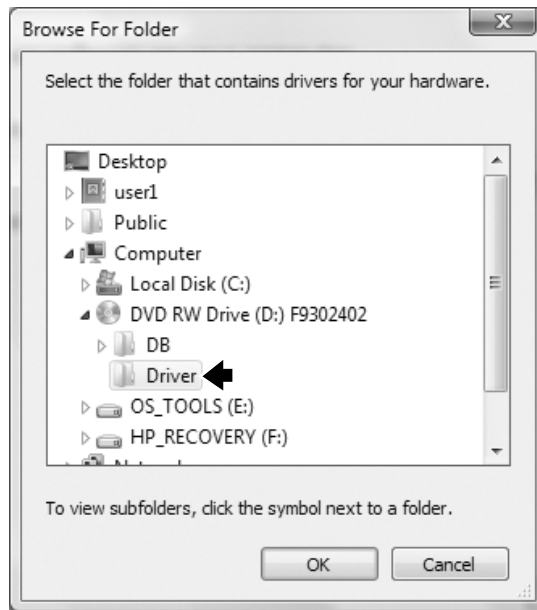 Browse For Folder
Select the folder that contains drivers for your hardware.
Desktop
user1
Public
Computer
Local Disk (C:)
DVD RW Drive (D:) F9302402
DB
Driver
OS_TOOLS (E:)
HP_RECOVERY (F:)
To view subfolders, click the symbol next to a folder.
OK Cancel